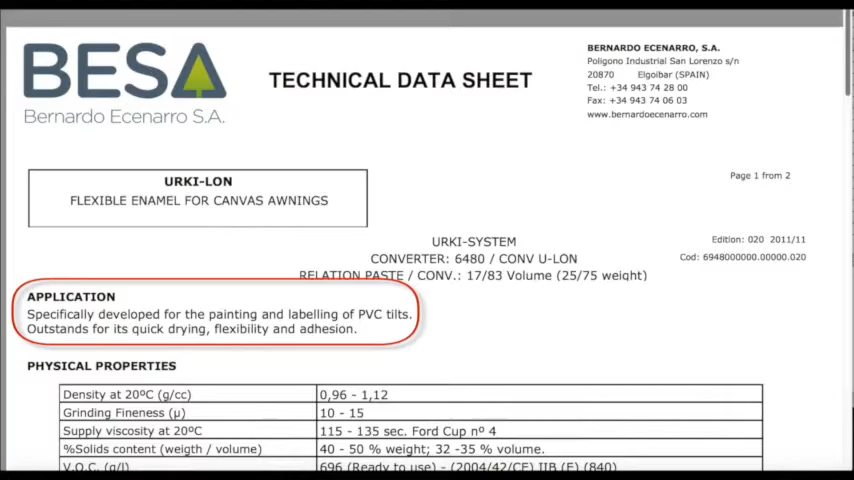 BESA
Bernardo Ecenarro S.A.
TECHNICAL DATA SHEET
BERNARDO ECENARRO, S.A.
Poligono Industrial San Lorenzo s/n
20870 Elgoibar (SPAIN)
Tel.: +34 943 74 28 00
Fax: +34 943 74 06 03
www.bernardoecenarro.com
URKI-LON
FLEXIBLE ENAMEL FOR CANVAS AWNINGS
Page 1 from 2
URKI-SYSTEM
CONVERTER: 6480 / CONV U-LON
RELATION PASTE / CONV.: 17/83 Volume (25/75 weight)
Edition: 020 2011/11
Cod: 6948000000.00000.020
APPLICATION
Specifically developed for the painting and labelling of PVC tilts.
Outstands for its quick drying, flexibility and adhesion.
PHYSICAL PROPERTIES
Density at 20ºC (g/cc) 0,96 - 1,12
Grinding Fineness (µ) 10 - 15
Supply viscosity at 20ºC 115 - 135 sec. Ford Cup nº 4
%Solids content (weigth / volume) 40 - 50 % weight; 32 -35 % volume.
V.O.C. (g/l) 696 (Ready to use) - (2004/42/CE) IIB (E) (840)